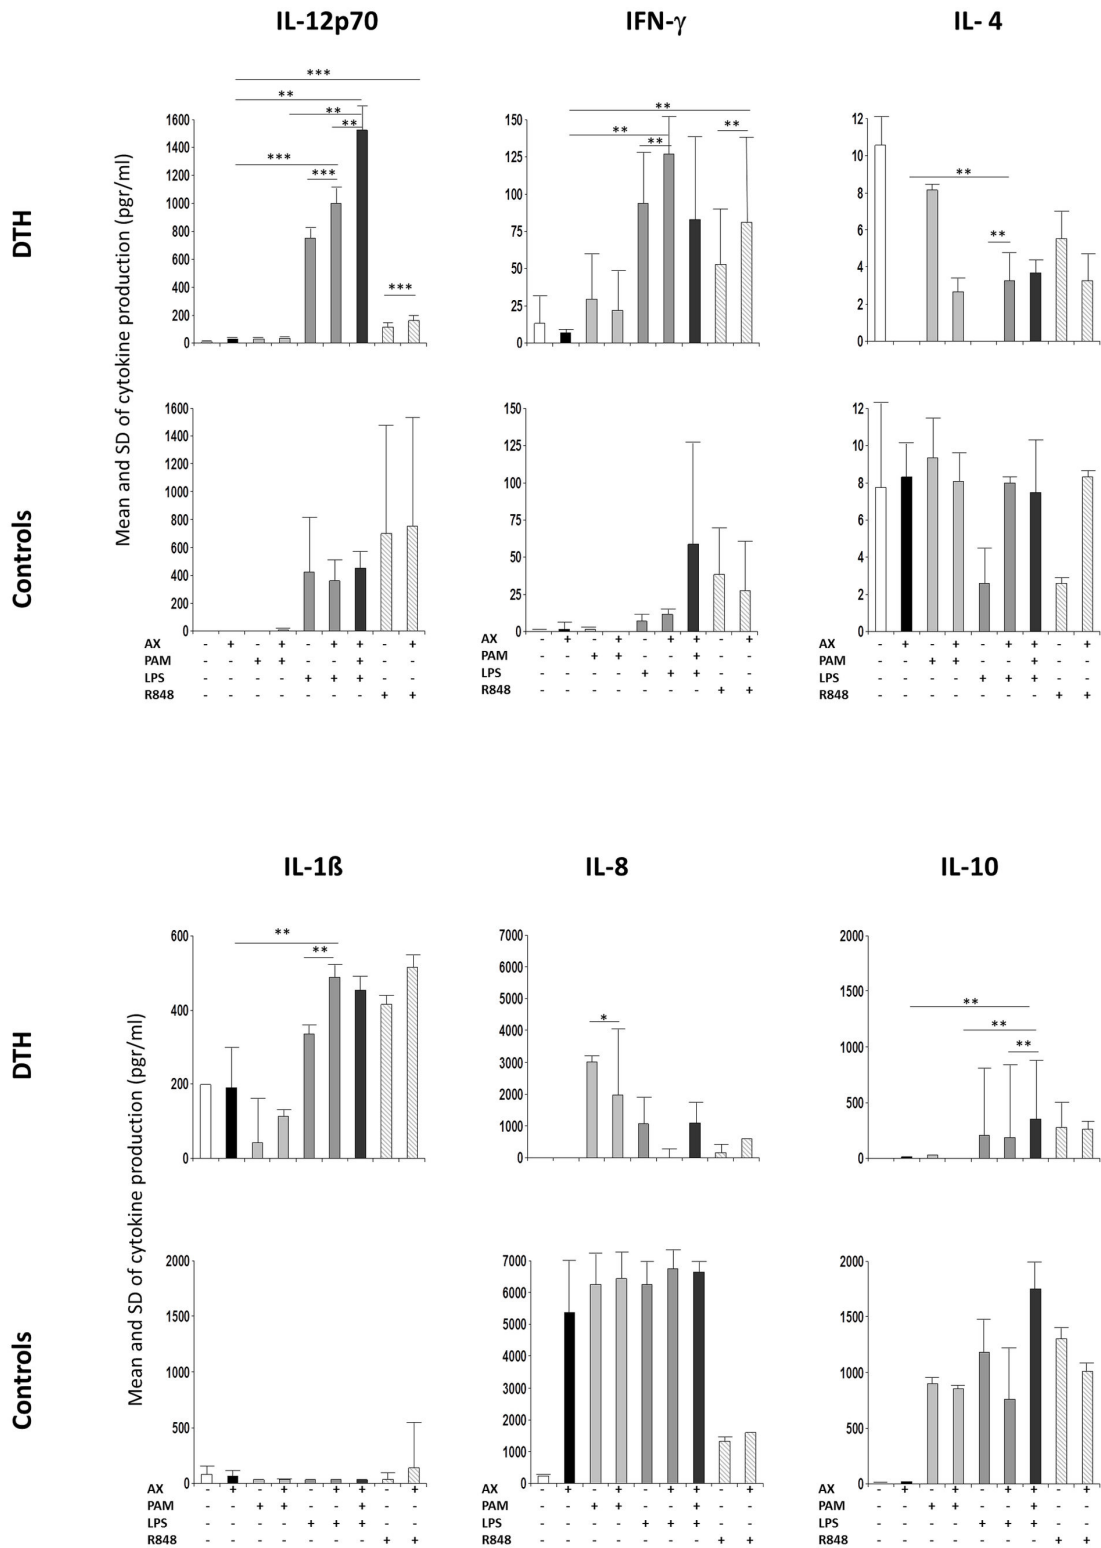 IL-12p70 IFN-γ IL- 4
DTH
Controls
Mean and SD of cytokine production (pgr/ml)
*** ** ** ** *** *** ***
1600
1400
1200
1000
800
600
400
200
0
** ** ** **
150
125
100
75
50
25
0
** **
12
10
8
6
4
2
0
1600
1400
1200
1000
800
600
400
200
0
150
125
100
75
50
25
0
12
10
8
6
4
2
0
AX - + - + - + + - +
PAM - - + + - - + - -
LPS - - - - + + + - -
R848 - - - - - - - + +
AX - + - + - + + - +
PAM - - + + - - + - -
LPS - - - - + + + - -
R848 - - - - - - - + +
AX - + - + - + + - +
PAM - - + + - - + - -
LPS - - - - + + + - -
R848 - - - - - - - + +
IL-1ß IL-8 IL-10
DTH
Controls
Mean and SD of cytokine production (pgr/ml)
** **
600
400
200
0
*
7000
6000
5000
4000
3000
2000
1000
0
** ** **
2000
1500
1000
500
0
2000
1500
1000
500
0
7000
6000
5000
4000
3000
2000
1000
0
2000
1500
1000
500
0
AX - + - + - + + - +
PAM - - + + - - + - -
LPS - - - - + + + - -
R848 - - - - - - - + +
AX - + - + - + + - +
PAM - - + + - - + - -
LPS - - - - + + + - -
R848 - - - - - - - + +
AX - + - + - + + - +
PAM - - + + - - + - -
LPS - - - - + + + - -
R848 - - - - - - - + +